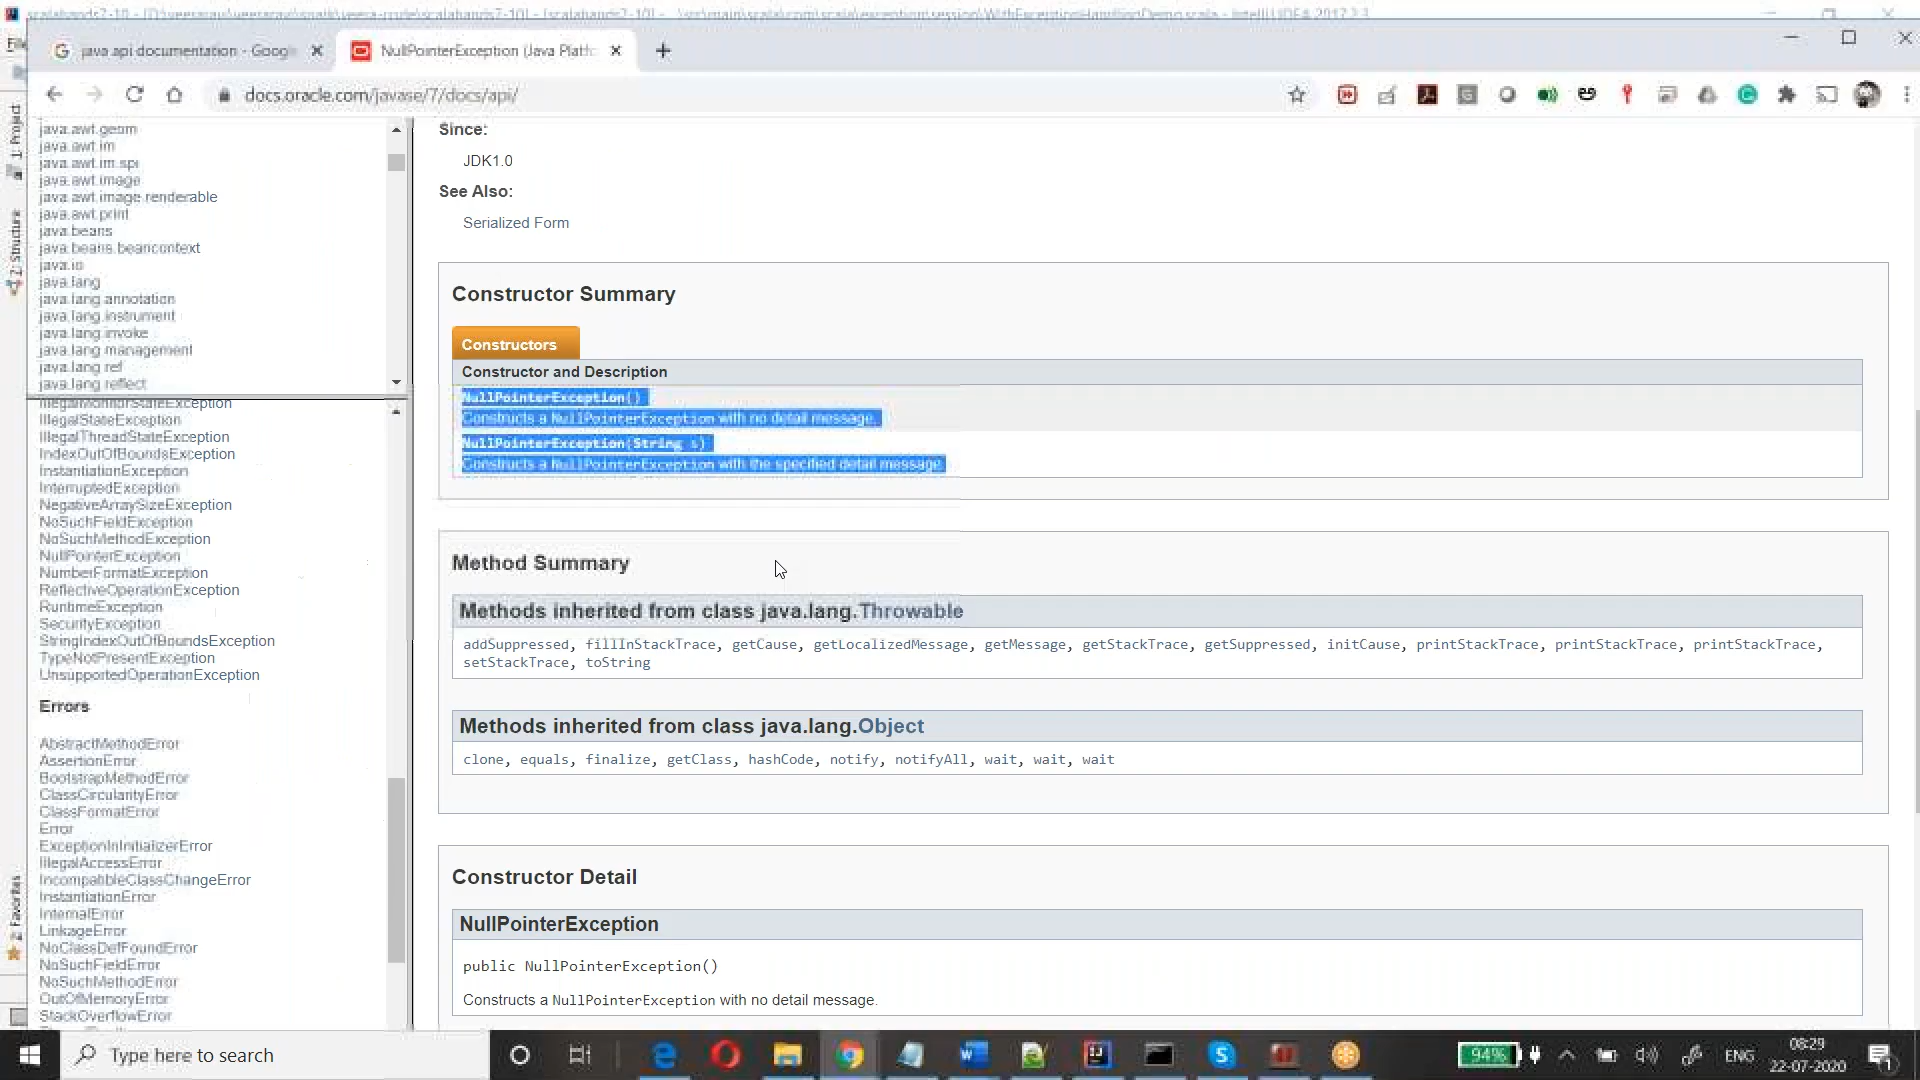 java api documentation - Goog
NullPointerException (Java Platf
docs.oracle.com/javase/7/docs/api/
1: Project
Z: Structure
Favorites
java.awt.geom
java.awt.im
java.awt.im.spi
java.awt.image
java.awt.image.renderable
java.awt.print
java.beans
java.beans.beancontext
java.io
java.lang
java.lang.annotation
java.lang.instrument
java.lang.invoke
java.lang.management
java.lang.ref
java.lang.reflect
IllegalMonitorStateException
IllegalStateException
IllegalThreadStateException
IndexOutOfBoundsException
InstantiationException
InterruptedException
NegativeArraySizeException
NoSuchFieldException
NoSuchMethodException
NullPointerException
NumberFormatException
ReflectiveOperationException
RuntimeException
SecurityException
StringIndexOutOfBoundsException
TypeNotPresentException
UnsupportedOperationException
Errors
AbstractMethodError
AssertionError
BootstrapMethodError
ClassCircularityError
ClassFormatError
Error
ExceptionInInitializerError
IllegalAccessError
IncompatibleClassChangeError
InstantiationError
InternalError
LinkageError
NoClassDefFoundError
NoSuchFieldError
NoSuchMethodError
OutOfMemoryError
StackOverflowError
Since:
JDK1.0
See Also:
Serialized Form
Constructor Summary
Constructors
Constructor and Description
NullPointerException()
Constructs a NullPointerException with no detail message.
NullPointerException(String s)
Constructs a NullPointerException with the specified detail message.
Method Summary
Methods inherited from class java.lang.Throwable
addSuppressed, fillInStackTrace, getCause, getLocalizedMessage, getMessage, getStackTrace, getSuppressed, initCause, printStackTrace, printStackTrace, printStackTrace,
setStackTrace, toString
Methods inherited from class java.lang.Object
clone, equals, finalize, getClass, hashCode, notify, notifyAll, wait, wait, wait
Constructor Detail
NullPointerException
public NullPointerException()
Constructs a NullPointerException with no detail message.
Type here to search
94%
ENG
08:29
22-07-2020
1